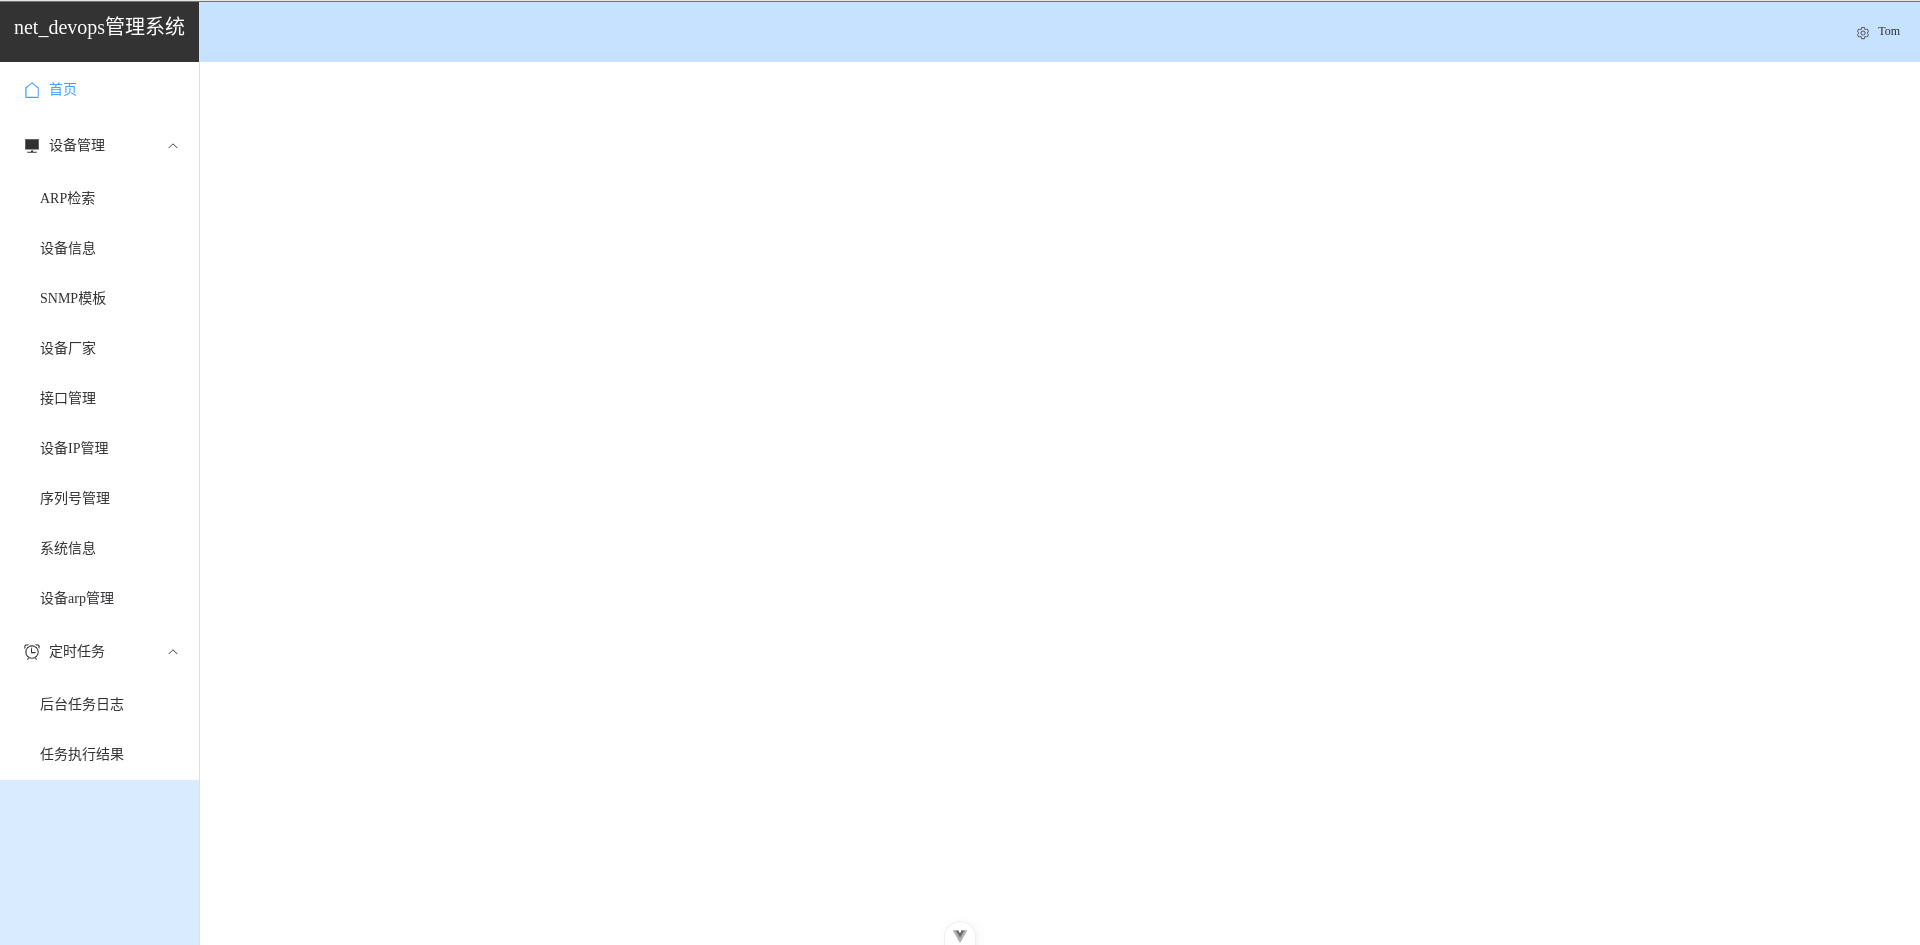 net_devops管理系统
Tom
首页
设备管理
ARP检索
设备信息
SNMP模板
设备厂家
接口管理
设备IP管理
序列号管理
系统信息
设备arp管理
定时任务
后台任务日志
任务执行结果